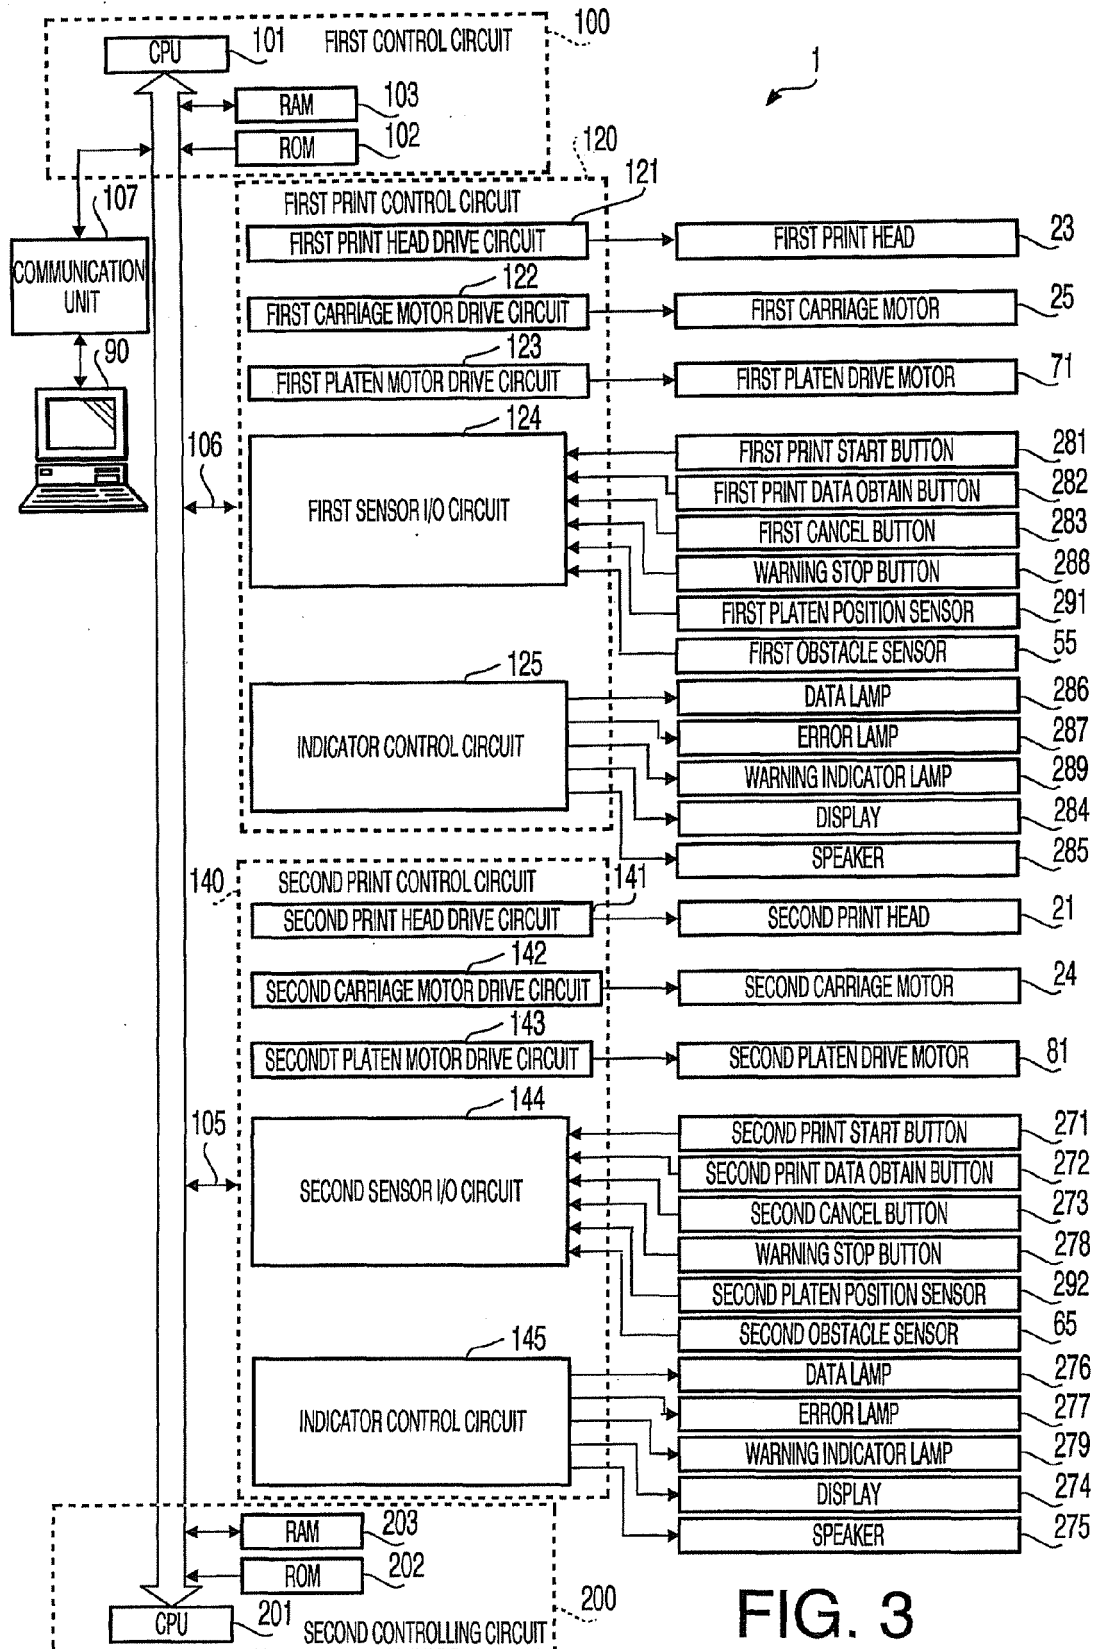 100
FIRST CONTROL CIRCUIT
CPU
101
1
RAM
103
ROM
102
120
107
COMMUNICATION
UNIT
90
106
FIRST PRINT CONTROL CIRCUIT
121
FIRST PRINT HEAD DRIVE CIRCUIT
FIRST PRINT HEAD
23
122
FIRST CARRIAGE MOTOR DRIVE CIRCUIT
FIRST CARRIAGE MOTOR
25
123
FIRST PLATEN MOTOR DRIVE CIRCUIT
FIRST PLATEN DRIVE MOTOR
71
124
FIRST SENSOR I/O CIRCUIT
FIRST PRINT START BUTTON
281
FIRST PRINT DATA OBTAIN BUTTON
282
FIRST CANCEL BUTTON
283
WARNING STOP BUTTON
288
FIRST PLATEN POSITION SENSOR
291
FIRST OBSTACLE SENSOR
55
125
INDICATOR CONTROL CIRCUIT
DATA LAMP
286
ERROR LAMP
287
WARNING INDICATOR LAMP
289
DISPLAY
284
SPEAKER
285
140
SECOND PRINT CONTROL CIRCUIT
141
SECOND PRINT HEAD DRIVE CIRCUIT
SECOND PRINT HEAD
21
142
SECOND CARRIAGE MOTOR DRIVE CIRCUIT
SECOND CARRIAGE MOTOR
24
143
SECONDT PLATEN MOTOR DRIVE CIRCUIT
SECOND PLATEN DRIVE MOTOR
81
105
144
SECOND SENSOR I/O CIRCUIT
SECOND PRINT START BUTTON
271
SECOND PRINT DATA OBTAIN BUTTON
272
SECOND CANCEL BUTTON
273
WARNING STOP BUTTON
278
SECOND PLATEN POSITION SENSOR
292
SECOND OBSTACLE SENSOR
65
145
INDICATOR CONTROL CIRCUIT
DATA LAMP
276
ERROR LAMP
277
WARNING INDICATOR LAMP
279
DISPLAY
274
SPEAKER
275
RAM
203
ROM
202
CPU
201
SECOND CONTROLLING CIRCUIT
200
FIG. 3